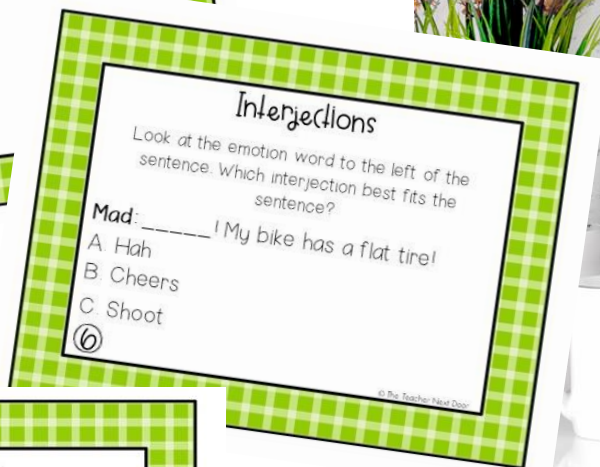 Interjections
Look at the emotion word to the left of the
sentence. Which interjection best fits the
sentence?
Mad:_____! My bike has a flat tire!
A. Hah
B. Cheers
C. Shoot
6
© The Teacher Next Door